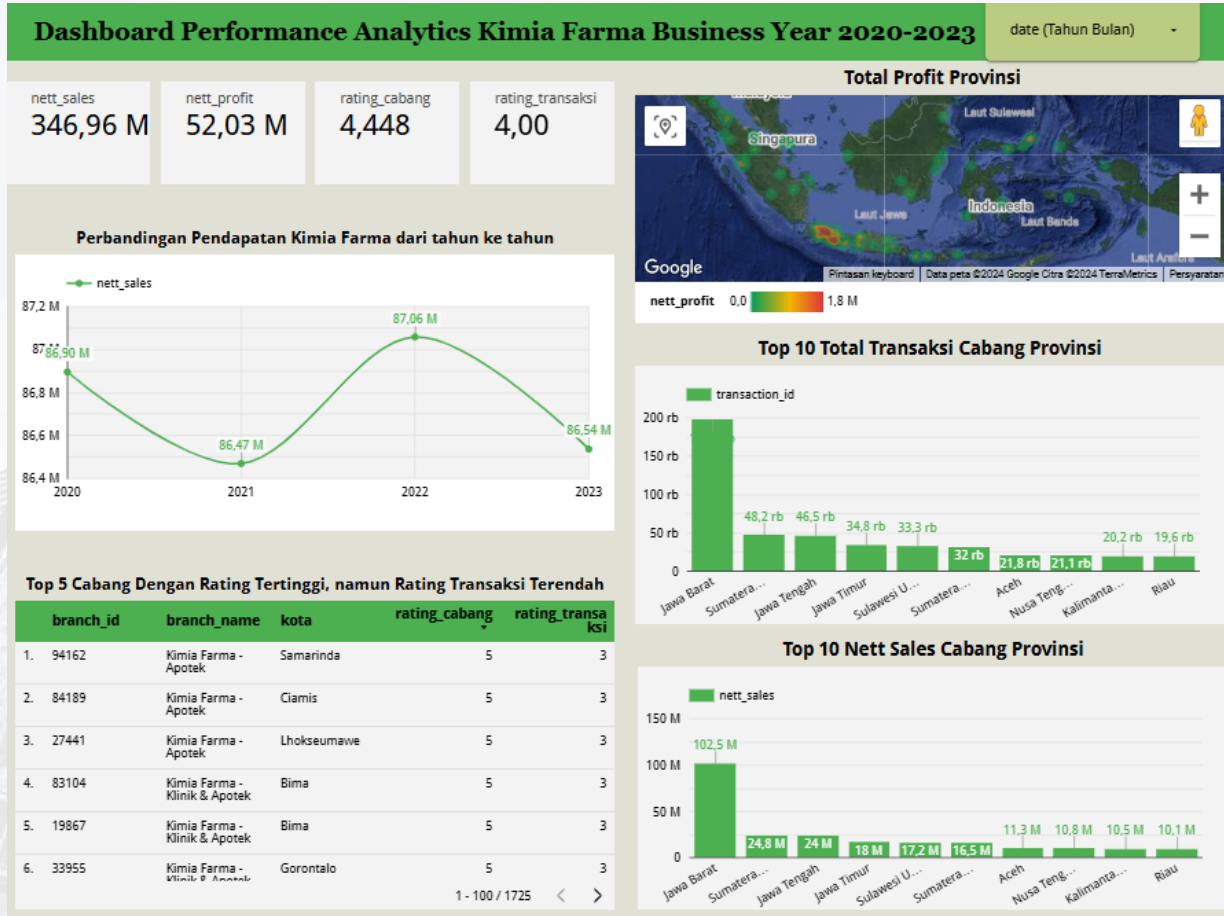 Dashboard Performance Analytics Kimia Farma Business Year 2020-2023
date (Tahun Bulan)
nett_sales
346,96 M
nett_profit
52,03 M
rating_cabang
4,448
rating_transaksi
4,00
Perbandingan Pendapatan Kimia Farma dari tahun ke tahun
nett_sales
87,2 M
87,06 M
86,90 M
86,8 M
86,6 M
86,54 M
86,47 M
86,4 M
2020 2021 2022 2023
Top 5 Cabang Dengan Rating Tertinggi, namun Rating Transaksi Terendah
branch_id branch_name kota rating_cabang rating_transaksi
1. 94162 Kimia Farma - Apotek Samarinda 5 3
2. 84189 Kimia Farma - Apotek Ciamis 5 3
3. 27441 Kimia Farma - Apotek Lhokseumawe 5 3
4. 83104 Kimia Farma - Klinik & Apotek Bima 5 3
5. 19867 Kimia Farma - Klinik & Apotek Bima 5 3
6. 33955 Kimia Farma - Klinik & Apotek Gorontalo 5 3
1 - 100 / 1725
Total Profit Provinsi
Laut Sulawesi
Singapura
Indonesia
Laut Jawa
Laut Banda
Google
Pintasan keyboard
Data peta ©2024 Google Citra ©2024 TerraMetrics
Persyaratan
nett_profit 0,0 1,8 M
Top 10 Total Transaksi Cabang Provinsi
transaction_id
200 rb
150 rb
100 rb
50 rb
0
48,2 rb 46,5 rb 34,8 rb 33,3 rb 32 rb 21,8 rb 21,1 rb 20,2 rb 19,6 rb
Jawa Barat Sumatera... Jawa Tengah Jawa Timur Sulawesi U... Sumatera... Aceh Nusa Teng... Kalimanta... Riau
Top 10 Nett Sales Cabang Provinsi
nett_sales
150 M
100 M
50 M
0
102,5 M 24,8 M 24 M 18 M 17,2 M 16,5 M 11,3 M 10,8 M 10,5 M 10,1 M
Jawa Barat Sumatera... Jawa Tengah Jawa Timur Sulawesi U... Sumatera... Aceh Nusa Teng... Kalimanta... Riau